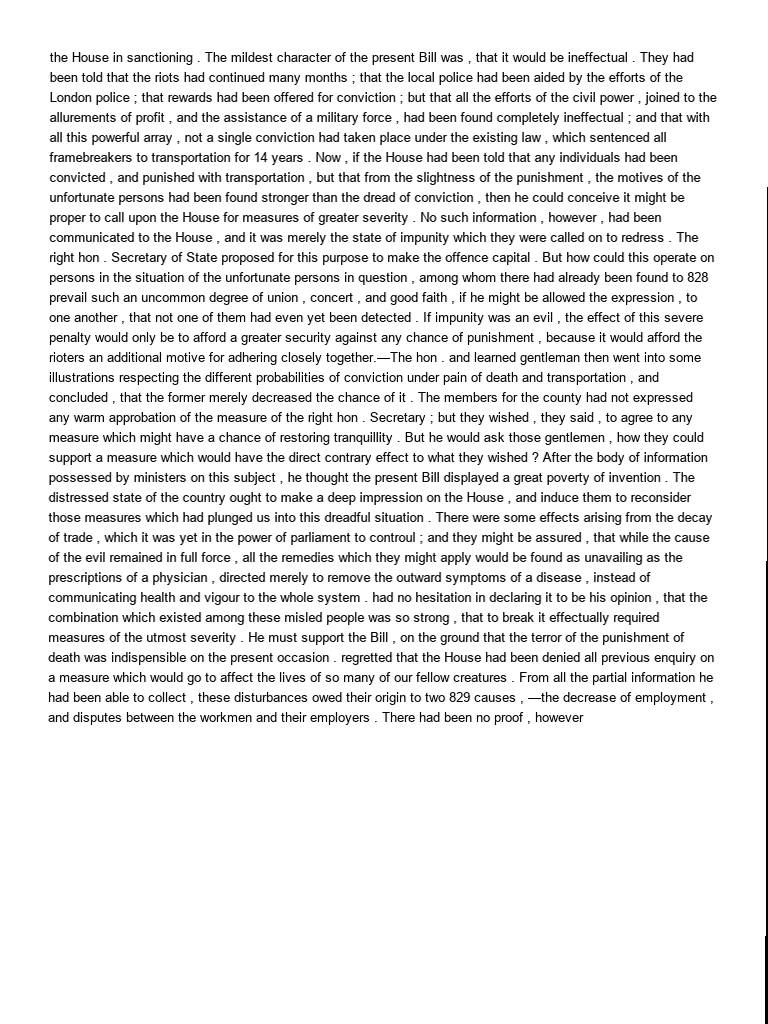 the House in sanctioning . The mildest character of the present Bill was , that it would be ineffectual . They had
been told that the riots had continued many months ; that the local police had been aided by the efforts of the
London police ; that rewards had been offered for conviction ; but that all the efforts of the civil power , joined to the
allurements of profit , and the assistance of a military force , had been found completely ineffectual ; and that with
all this powerful array , not a single conviction had taken place under the existing law , which sentenced all
framebreakers to transportation for 14 years . Now , if the House had been told that any individuals had been
convicted , and punished with transportation , but that from the slightness of the punishment , the motives of the
unfortunate persons had been found stronger than the dread of conviction , then he could conceive it might be
proper to call upon the House for measures of greater severity . No such information , however , had been
communicated to the House , and it was merely the state of impunity which they were called on to redress . The
right hon . Secretary of State proposed for this purpose to make the offence capital . But how could this operate on
persons in the situation of the unfortunate persons in question , among whom there had already been found to 828
prevail such an uncommon degree of union , concert , and good faith , if he might be allowed the expression , to
one another , that not one of them had even yet been detected . If impunity was an evil , the effect of this severe
penalty would only be to afford a greater security against any chance of punishment , because it would afford the
rioters an additional motive for adhering closely together.—The hon . and learned gentleman then went into some
illustrations respecting the different probabilities of conviction under pain of death and transportation , and
concluded , that the former merely decreased the chance of it . The members for the county had not expressed
any warm approbation of the measure of the right hon . Secretary ; but they wished , they said , to agree to any
measure which might have a chance of restoring tranquillity . But he would ask those gentlemen , how they could
support a measure which would have the direct contrary effect to what they wished ? After the body of information
possessed by ministers on this subject , he thought the present Bill displayed a great poverty of invention . The
distressed state of the country ought to make a deep impression on the House , and induce them to reconsider
those measures which had plunged us into this dreadful situation . There were some effects arising from the decay
of trade , which it was yet in the power of parliament to controul ; and they might be assured , that while the cause
of the evil remained in full force , all the remedies which they might apply would be found as unavailing as the
prescriptions of a physician , directed merely to remove the outward symptoms of a disease , instead of
communicating health and vigour to the whole system . had no hesitation in declaring it to be his opinion , that the
combination which existed among these misled people was so strong , that to break it effectually required
measures of the utmost severity . He must support the Bill , on the ground that the terror of the punishment of
death was indispensible on the present occasion . regretted that the House had been denied all previous enquiry on
a measure which would go to affect the lives of so many of our fellow creatures . From all the partial information he
had been able to collect , these disturbances owed their origin to two 829 causes , —the decrease of employment ,
and disputes between the workmen and their employers . There had been no proof , however